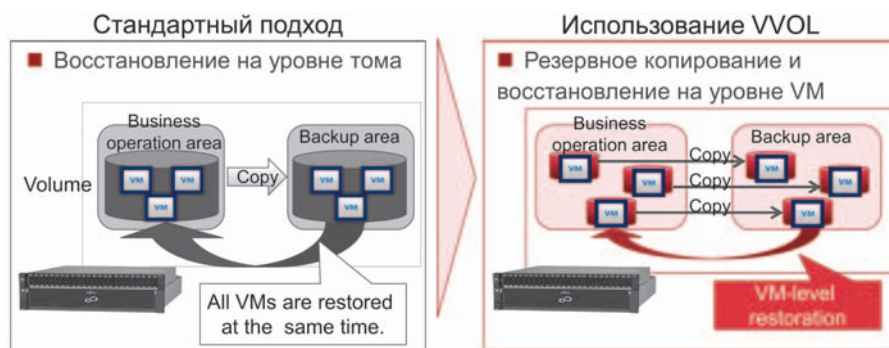 Стандартный подход
Восстановление на уровне тома
Business
operation area
Backup area
Volume
VM
VM
VM
Copy
VM
VM
VM
All VMs are restored
at the same time.
Использование VVOL
Резервное копирование и
восстановление на уровне VM
Business
operation area
Backup area
Copy
VM
VM
Copy
VM
VM
Copy
VM
VM
VM-level
restoration